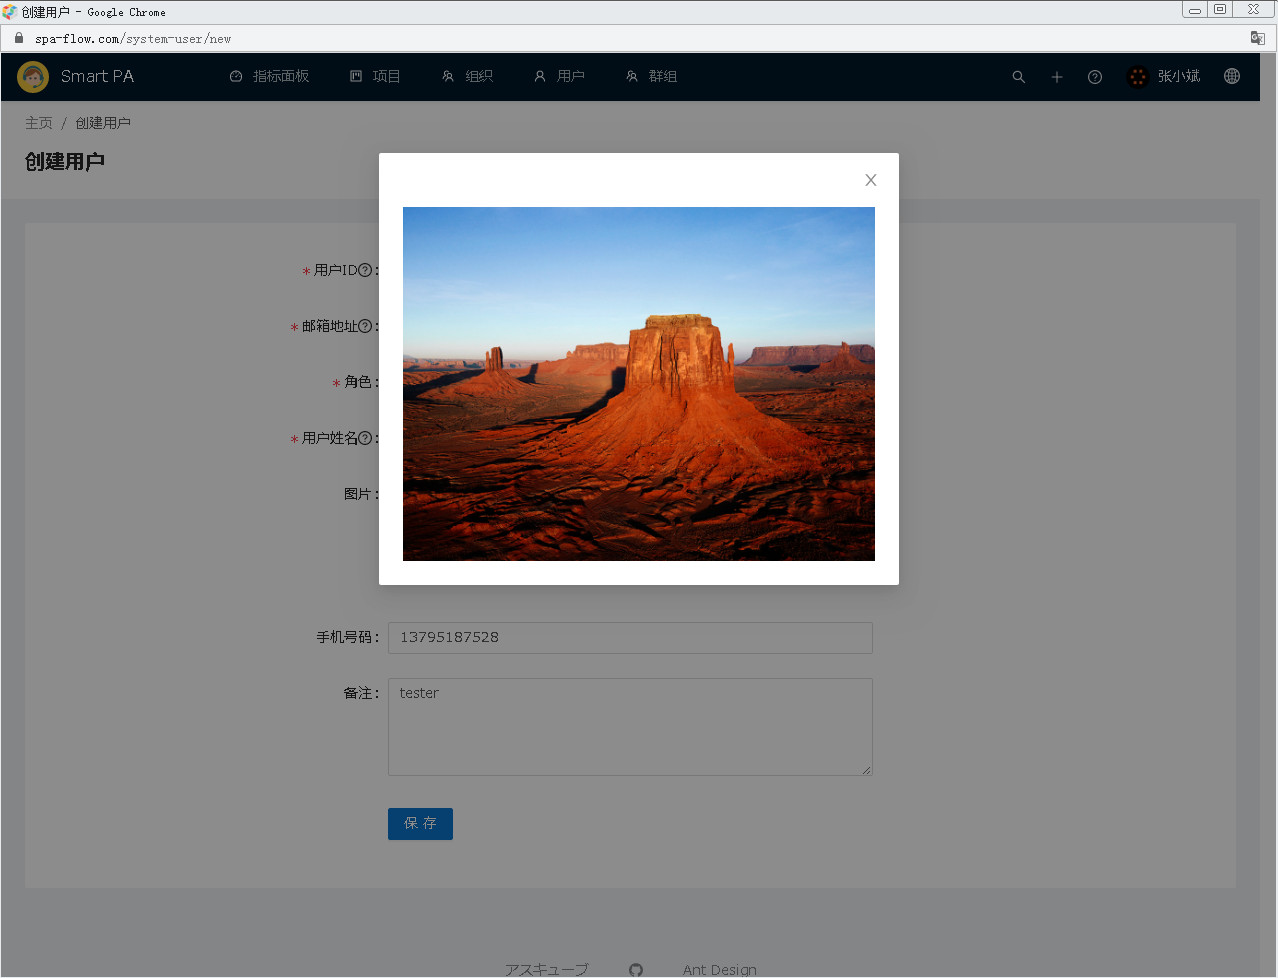 创建用户 - Google Chrome
spa-flow.com/system-user/new
Smart PA 指标面板 项目 组织 用户 群组 张小斌
主页 / 创建用户
创建用户
* 用户ID :
* 邮箱地址 :
* 角色 :
* 用户姓名 :
图片 :
手机号码 : 13795187528
备注 : tester
保 存
アスキューブ Ant Design